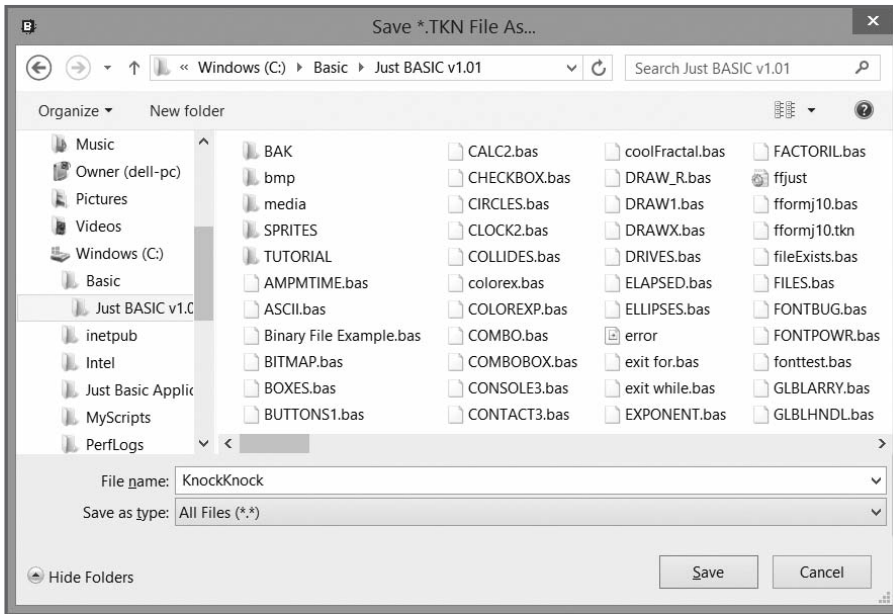 B
Save *.TKN File As...
x
« Windows (C:) ▸ Basic ▸ Just BASIC v1.01
Search Just BASIC v1.01
Organize
New folder
?
Music
Owner (dell-pc)
Pictures
Videos
Windows (C:)
Basic
Just BASIC v1.0
inetpub
Intel
Just Basic Applic
MyScripts
PerfLogs
BAK
bmp
media
SPRITES
TUTORIAL
AMPMTIME.bas
ASCII.bas
Binary File Example.bas
BITMAP.bas
BOXES.bas
BUTTONS1.bas
CALC2.bas
CHECKBOX.bas
CIRCLES.bas
CLOCK2.bas
COLLIDES.bas
colorex.bas
COLOREXP.bas
COMBO.bas
COMBOBOX.bas
CONSOLE3.bas
CONTACT3.bas
coolFractal.bas
DRAW_R.bas
DRAW1.bas
DRAWX.bas
DRIVES.bas
ELAPSED.bas
ELLIPSES.bas
error
exit for.bas
exit while.bas
EXPONENT.bas
FACTORIL.bas
ffjust
fformj10.bas
fformj10.tkn
fileExists.bas
FILES.bas
FONTBUG.bas
FONTPOWR.bas
fonttest.bas
GLBLARRY.bas
GLBLHNDL.bas
File name: KnockKnock
Save as type: All Files (*.*)
Hide Folders
Save
Cancel